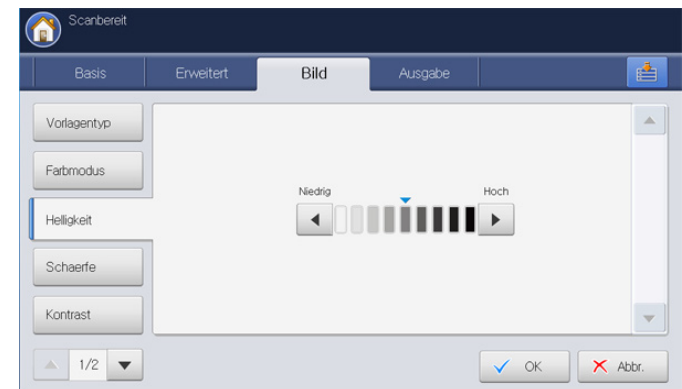 Scanbereit
Basis
Erweitert
Bild
Ausgabe
Vorlagentyp
Farbmodus
Helligkeit
Schaerfe
Kontrast
Niedrig
Hoch
1/2
OK
Abbr.